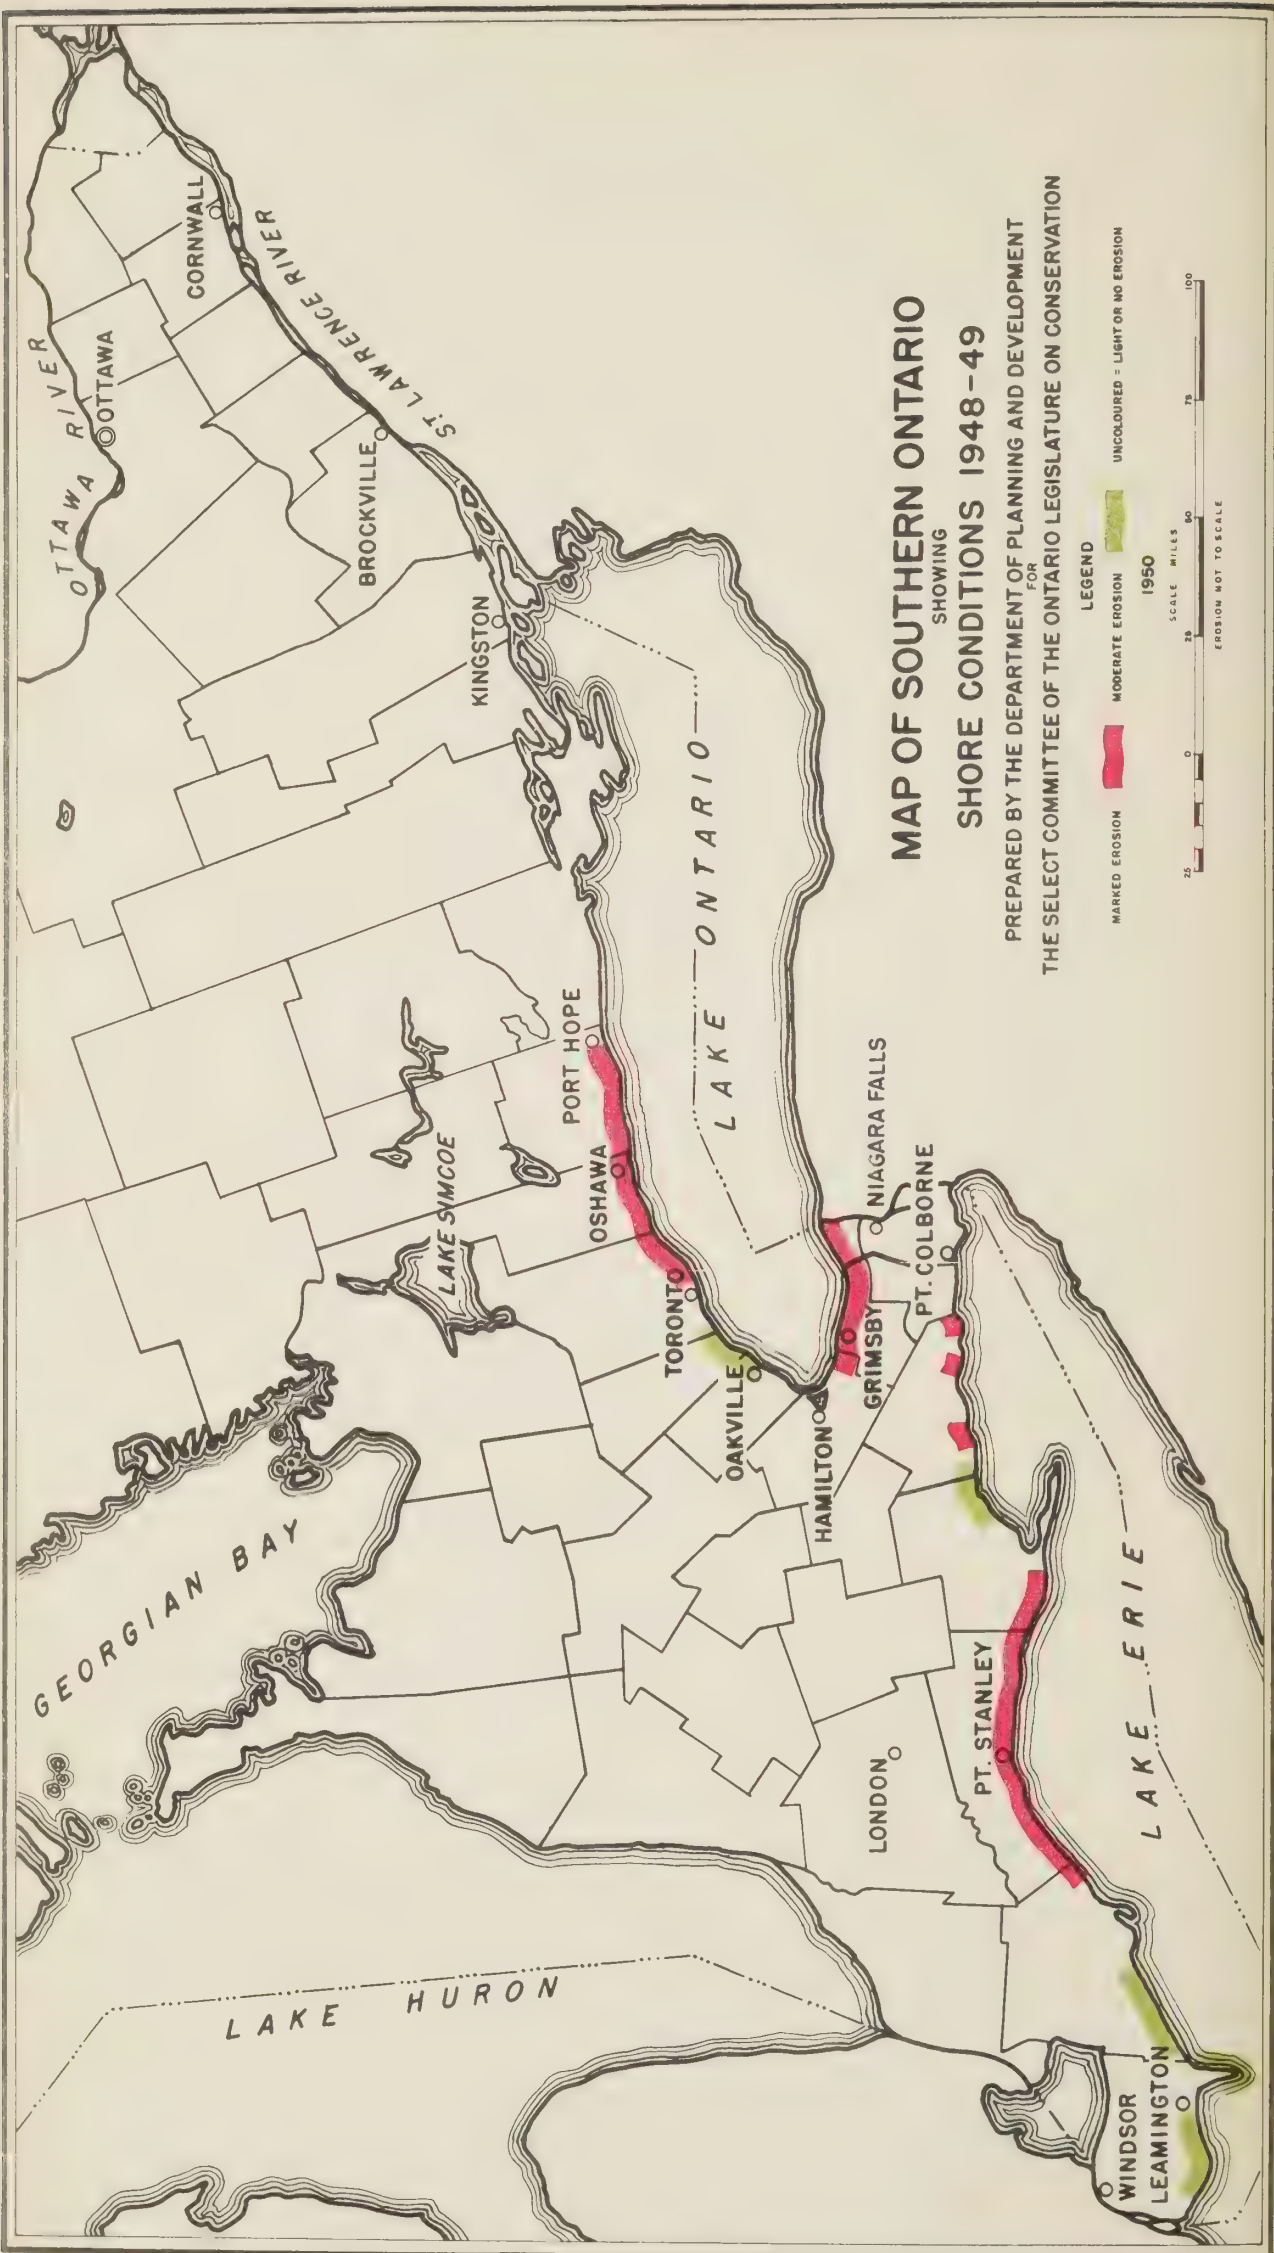 MAP OF SOUTHERN ONTARIO
SHOWING
SHORE CONDITIONS 1948-49
PREPARED BY THE DEPARTMENT OF PLANNING AND DEVELOPMENT
FOR
THE SELECT COMMITTEE OF THE ONTARIO LEGISLATURE ON CONSERVATION
LEGEND
MARKED EROSION
MODERATE EROSION
UNCOLOURED = LIGHT OR NO EROSION
1950
SCALE MILES
25 0 25 50 75 100
EROSION NOT TO SCALE
OTTAWA RIVER
OTTAWA
CORNWALL
ST. LAWRENCE RIVER
BROCKVILLE
KINGSTON
GEORGIAN BAY
LAKE SIMCOE
PORT HOPE
OSHAWA
TORONTO
OAKVILLE
HAMILTON
GRIMSBY
LAKE ONTARIO
NIAGARA FALLS
PT. COLBORNE
LAKE HURON
LONDON
PT. STANLEY
LAKE ERIE
WINDSOR
LEAMINGTON